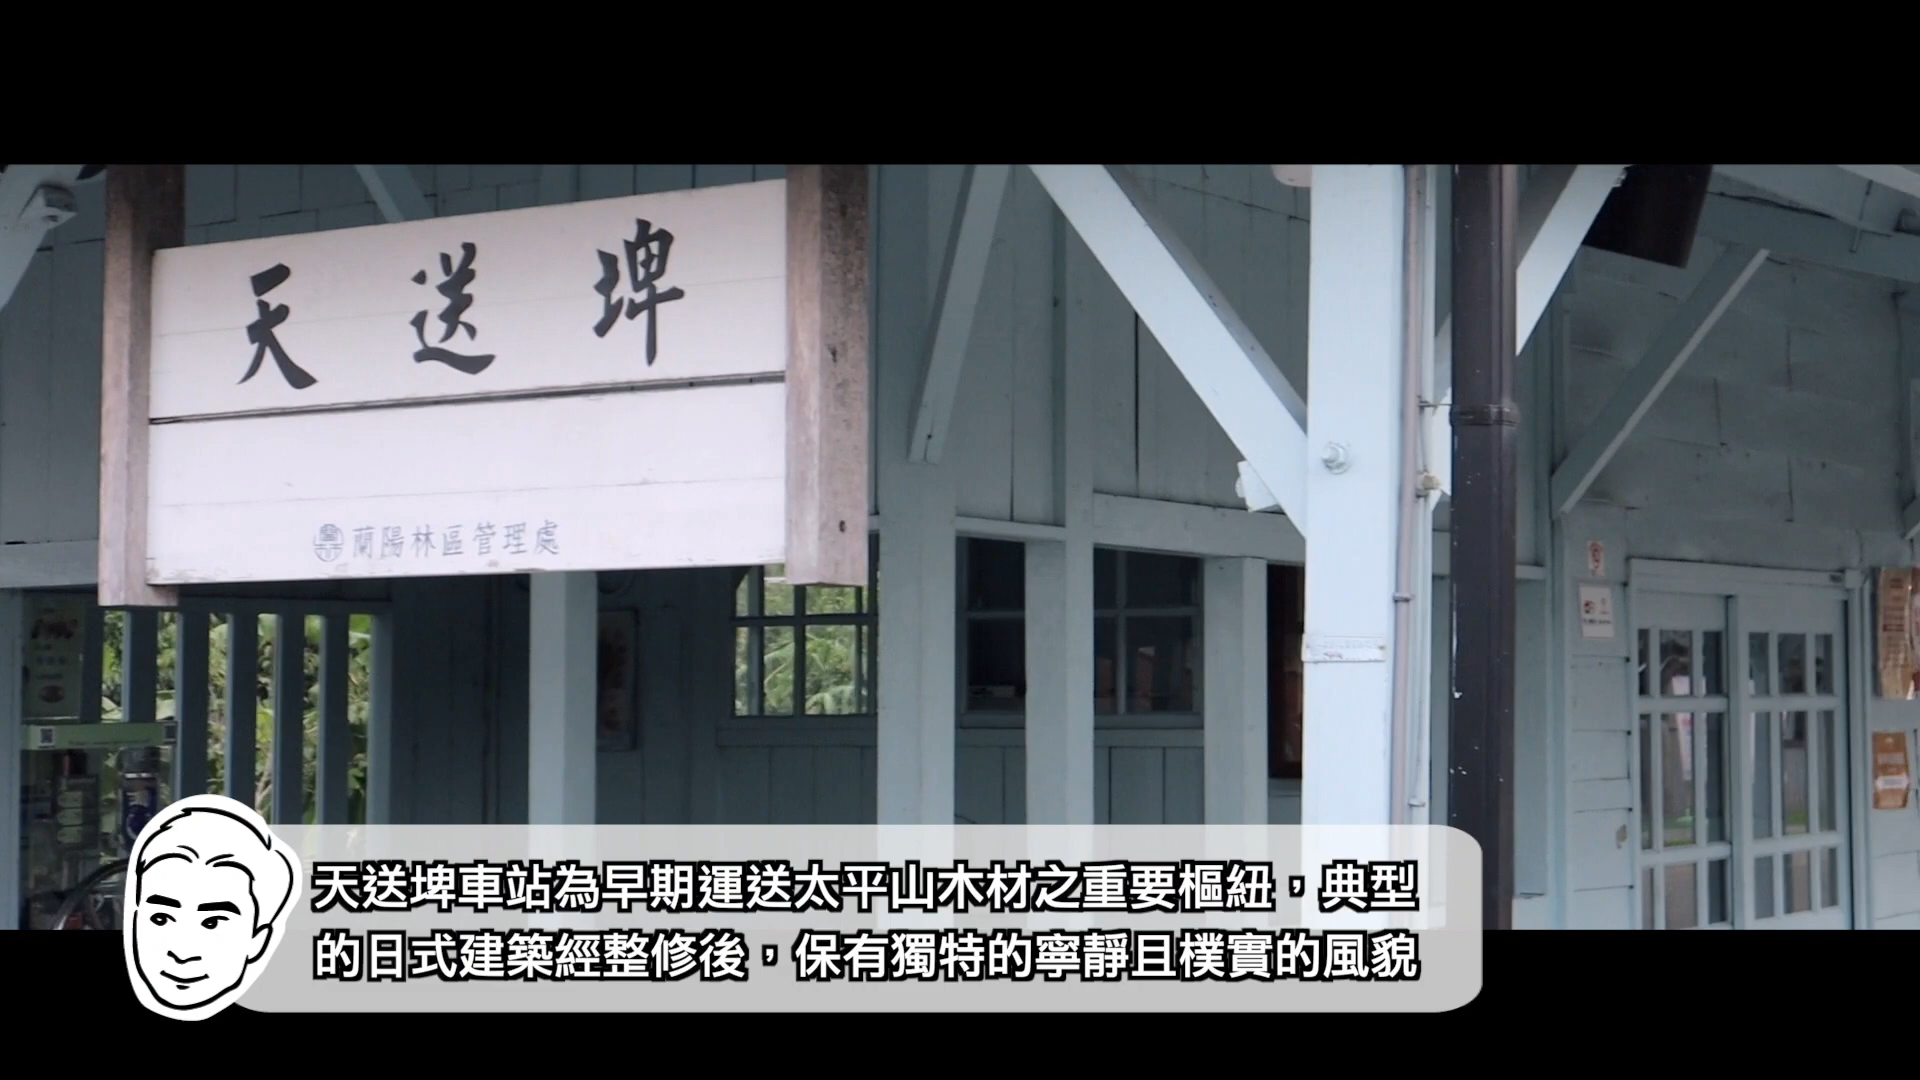 天送埤
蘭陽林區管理處
天送埤車站為早期運送太平山木材之重要樞紐，典型
的日式建築經整修後，保有獨特的寧靜且樸實的風貌